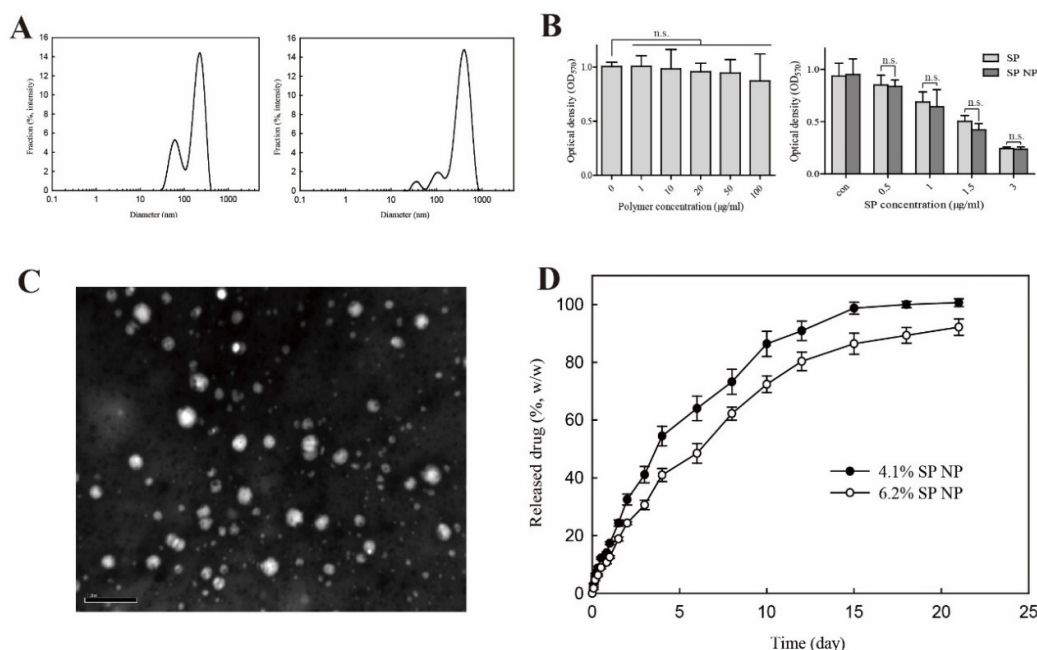 A
Fraction (%, intensity)
16
14
12
10
8
6
4
2
0
0.1 1 10 100 1000
Diameter (nm)
Fraction (%, intensity)
16
14
12
10
8
6
4
2
0
0.1 1 10 100 1000
Diameter (nm)
B
Optical density (OD570)
n.s.
1.0
0.5
0.0
0 1 10 20 50 100
Polymer concentration (µg/ml)
Optical density (OD570)
SP
SP NP
n.s. n.s. n.s. n.s.
1.0
0.5
0.0
con 0.5 1 1.5 3
SP concentration (µg/ml)
C
D
Released drug (%, w/w)
100
80
60
40
20
0
4.1% SP NP
6.2% SP NP
0 5 10 15 20 25
Time (day)